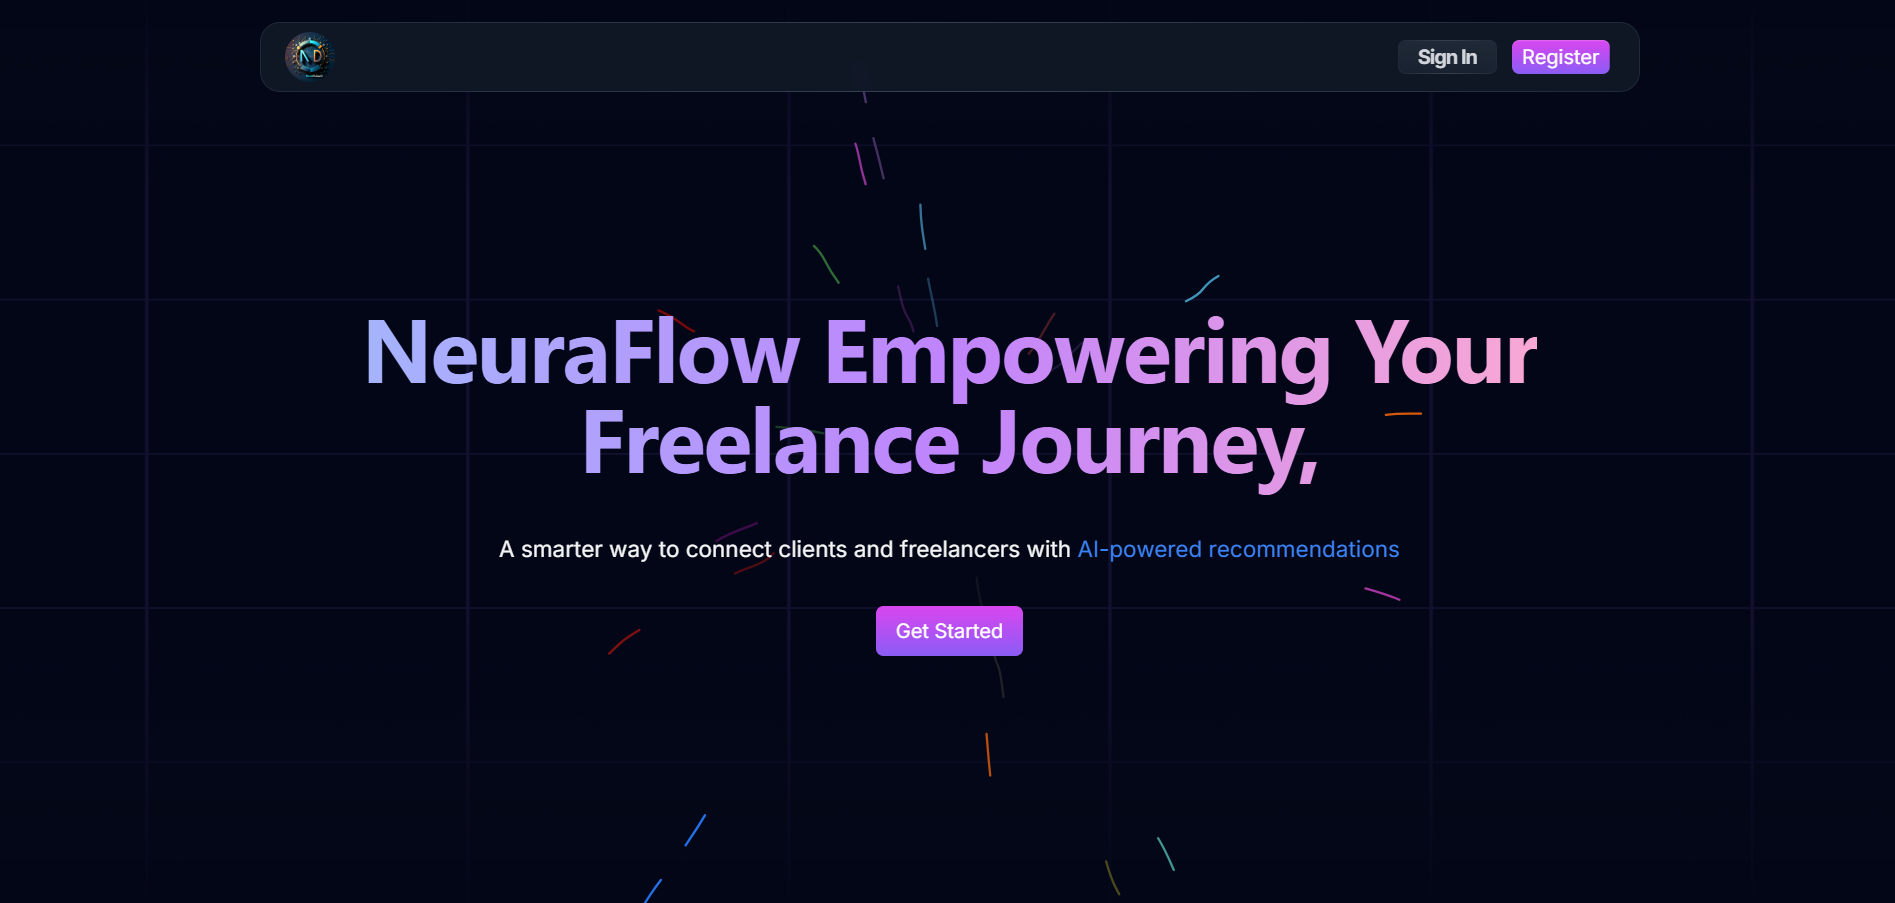 ND
Sign In
Register
NeuraFlow Empowering Your
Freelance Journey,
A smarter way to connect clients and freelancers with AI-powered recommendations
Get Started